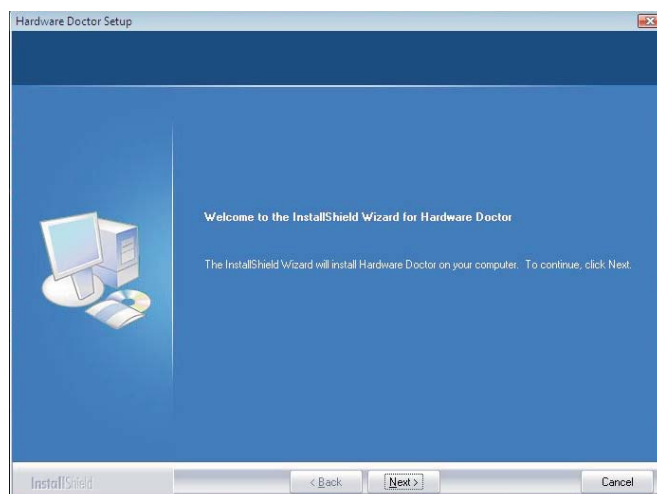 Hardware Doctor Setup
Welcome to the InstallShield Wizard for Hardware Doctor
The InstallShield Wizard will install Hardware Doctor on your computer. To continue, click Next.
InstallShield
< Back
Next >
Cancel